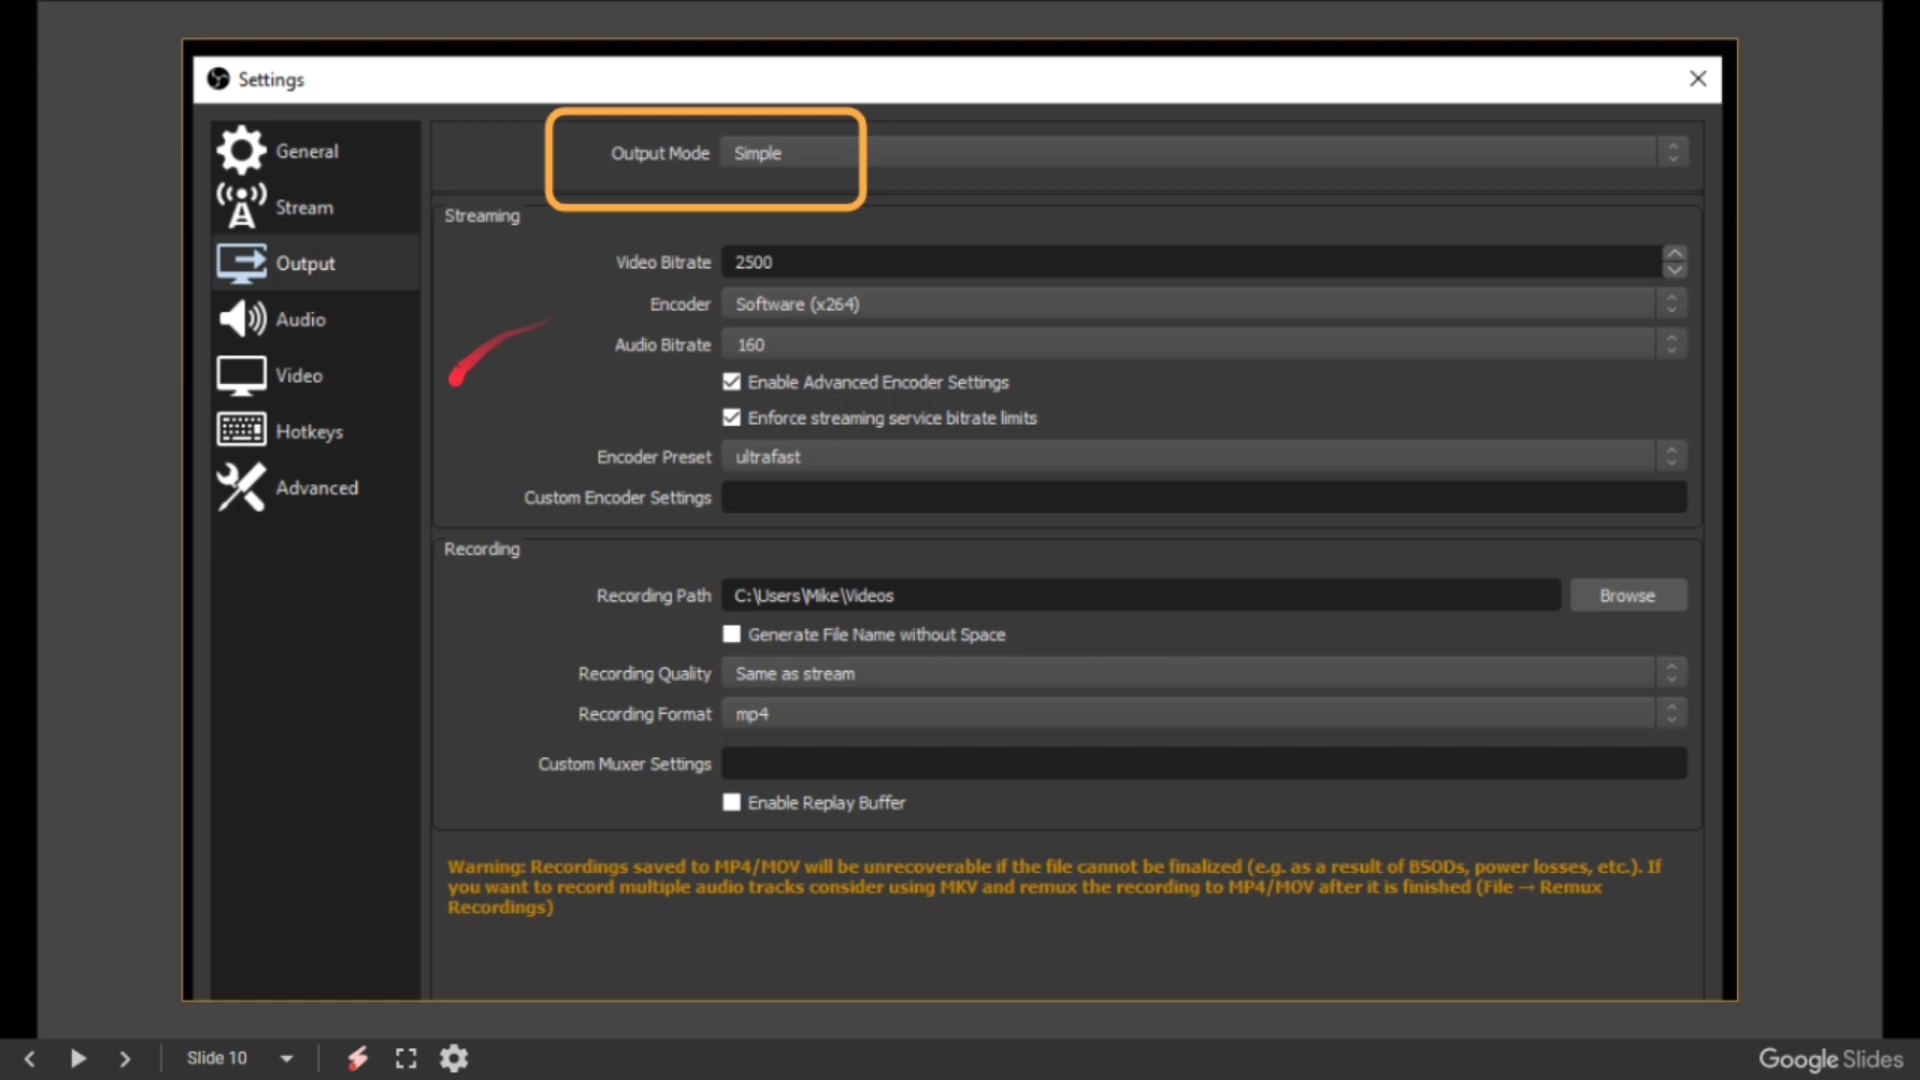 Settings
General
Stream
Output
Audio
Video
Hotkeys
Advanced
Output Mode Simple
Streaming
Video Bitrate 2500
Encoder Software (x264)
Audio Bitrate 160
Enable Advanced Encoder Settings
Enforce streaming service bitrate limits
Encoder Preset ultrafast
Custom Encoder Settings
Recording
Recording Path C:\Users\Mike\Videos Browse
Generate File Name without Space
Recording Quality Same as stream
Recording Format mp4
Custom Muxer Settings
Enable Replay Buffer
Warning: Recordings saved to MP4/MOV will be unrecoverable if the file cannot be finalized (e.g. as a result of BSODs, power losses, etc.). If
you want to record multiple audio tracks consider using MKV and remux the recording to MP4/MOV after it is finished (File → Remux
Recordings)
Slide 10
Google Slides